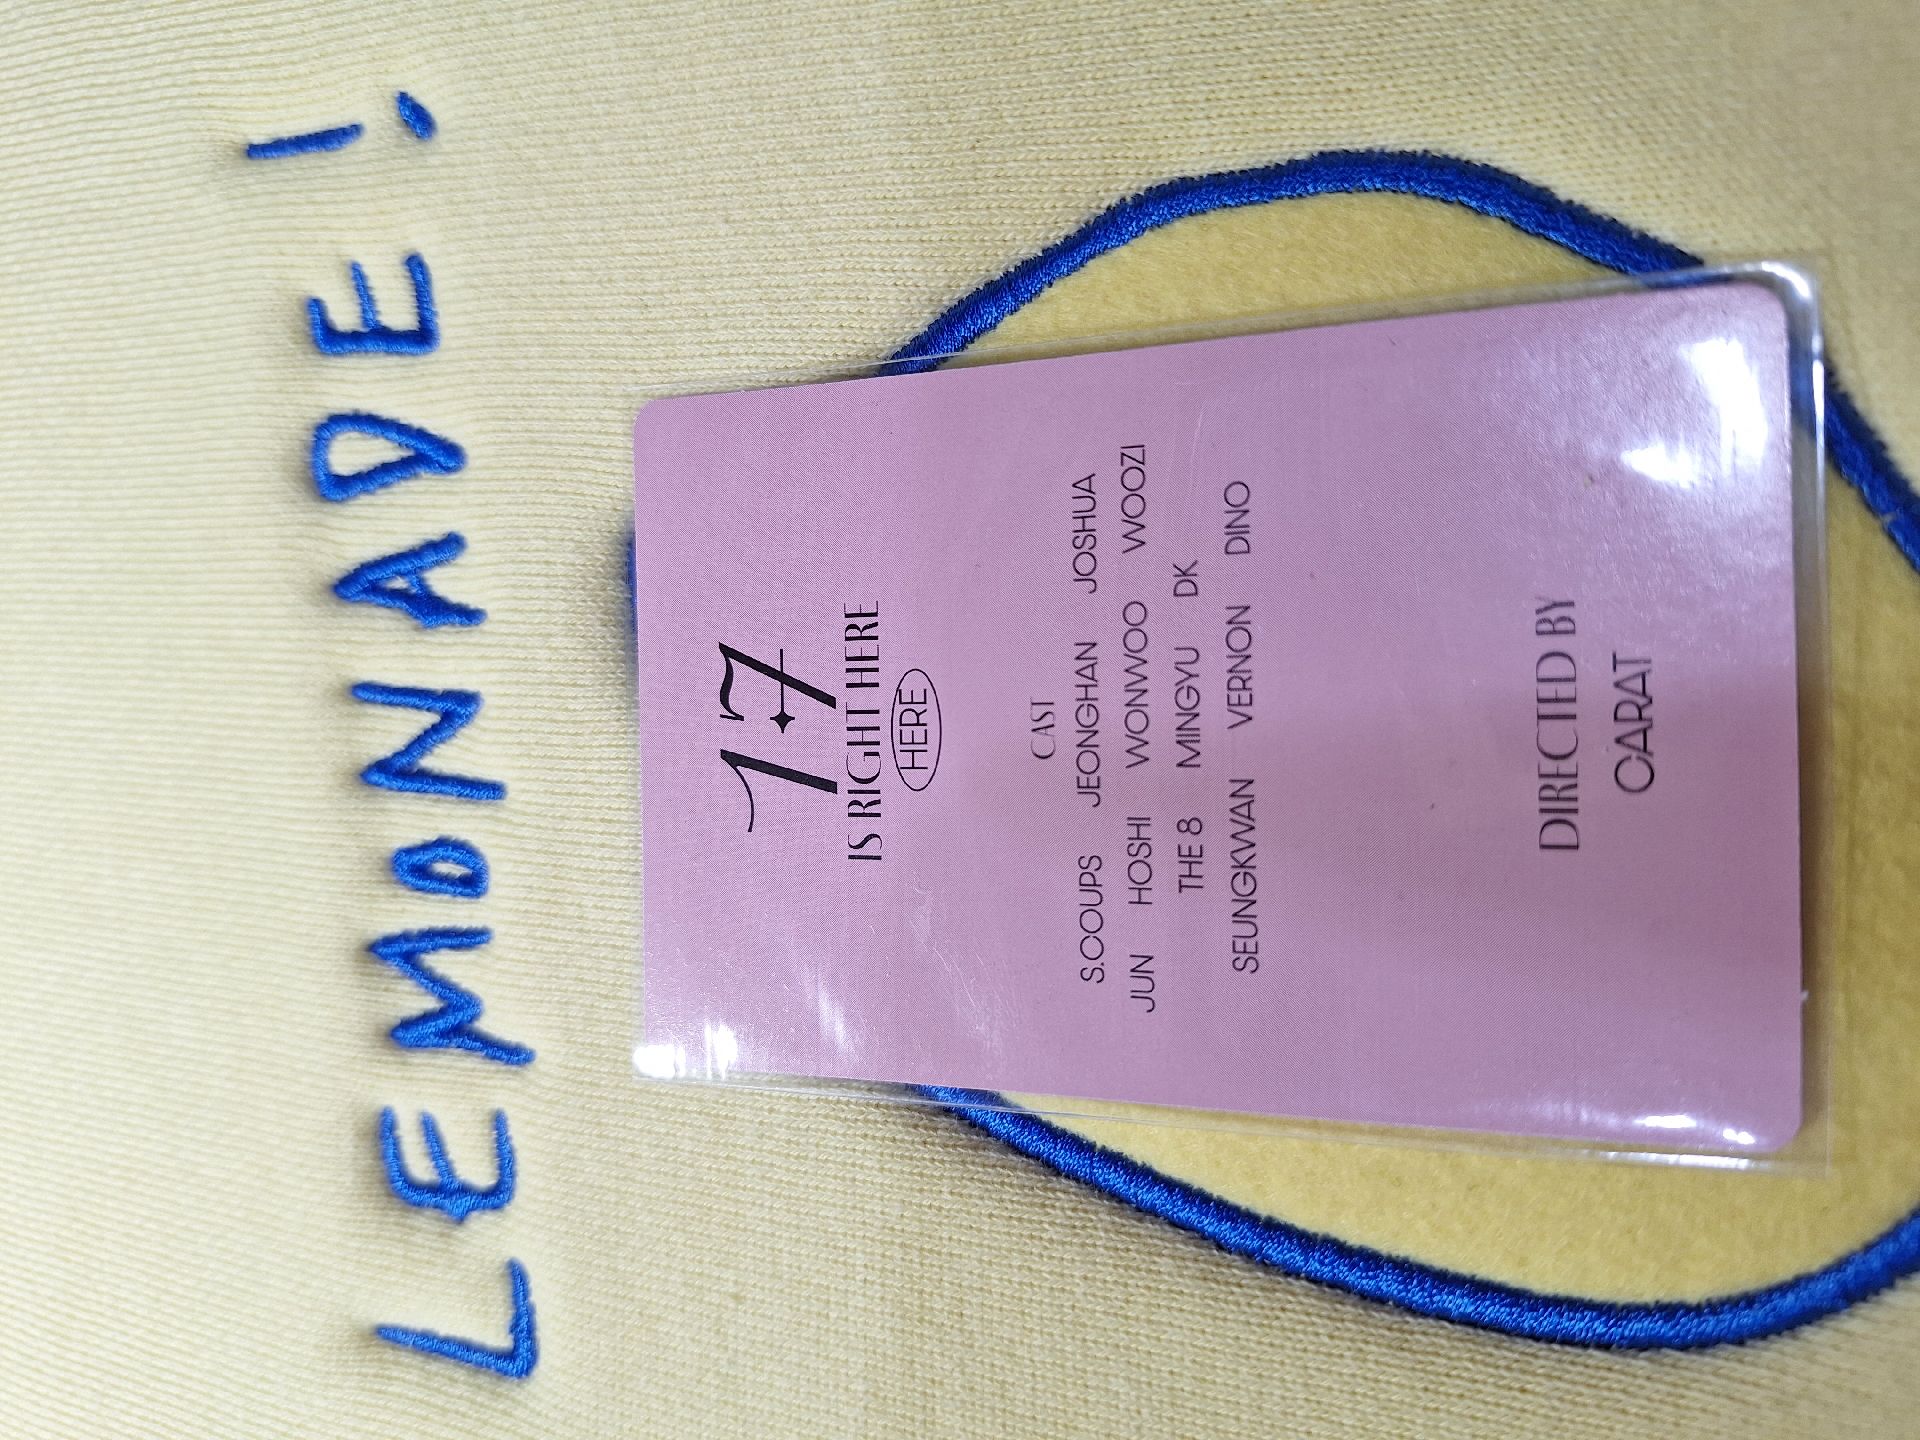 LEMONADE!
17
IS RIGHT HERE
HERE
CAST
S.COUPS JEONGHAN JOSHUA
JUN HOSHI WONWOO WOOZI
THE 8 MINGYU DK
SEUNGKWAN VERNON DINO
DIRECTED BY
CARAT